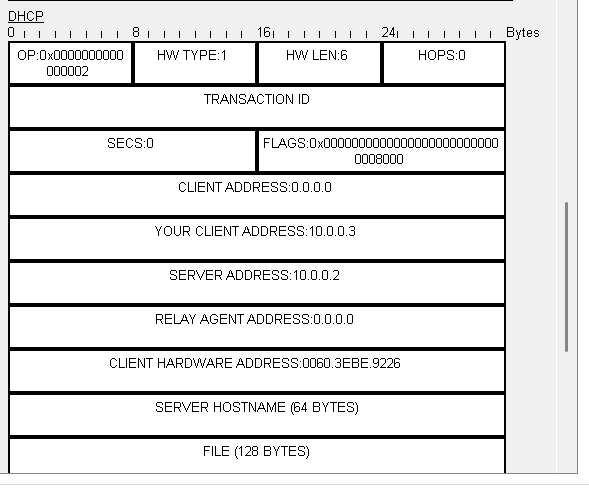 DHCP
0 8 16 24 Bytes
OP:0x0000000000
000002
HW TYPE:1
HW LEN:6
HOPS:0
TRANSACTION ID
SECS:0
FLAGS:0x000000000000000000000000
0008000
CLIENT ADDRESS:0.0.0.0
YOUR CLIENT ADDRESS:10.0.0.3
SERVER ADDRESS:10.0.0.2
RELAY AGENT ADDRESS:0.0.0.0
CLIENT HARDWARE ADDRESS:0060.3EBE.9226
SERVER HOSTNAME (64 BYTES)
FILE (128 BYTES)